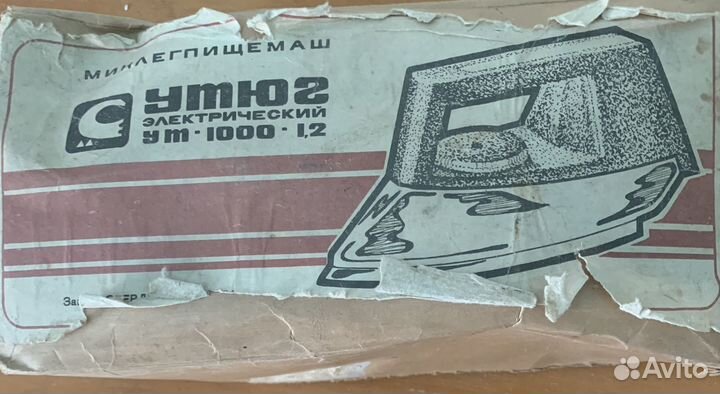 МИНЛЕГПИЩЕМАШ
УТЮГ
ЭЛЕКТРИЧЕСКИЙ
УТ-1000-1,2
Avito